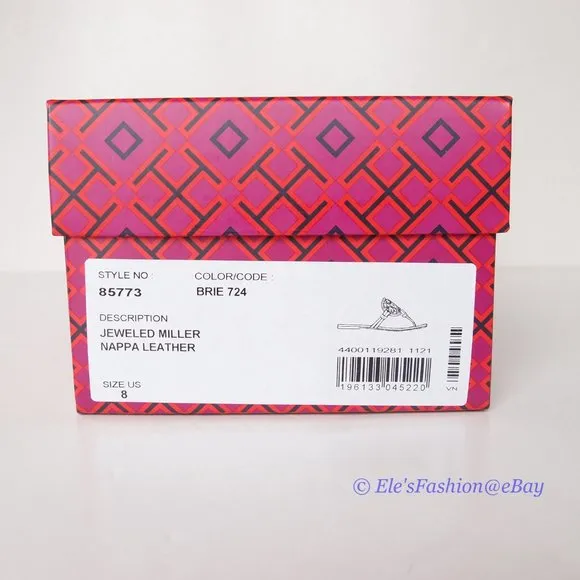 STYLE NO : COLOR/CODE :
85773 BRIE 724
DESCRIPTION
JEWELED MILLER
NAPPA LEATHER
4400119281 1121
196133 045220
VN
SIZE US
8
© Ele'sFashion@eBay